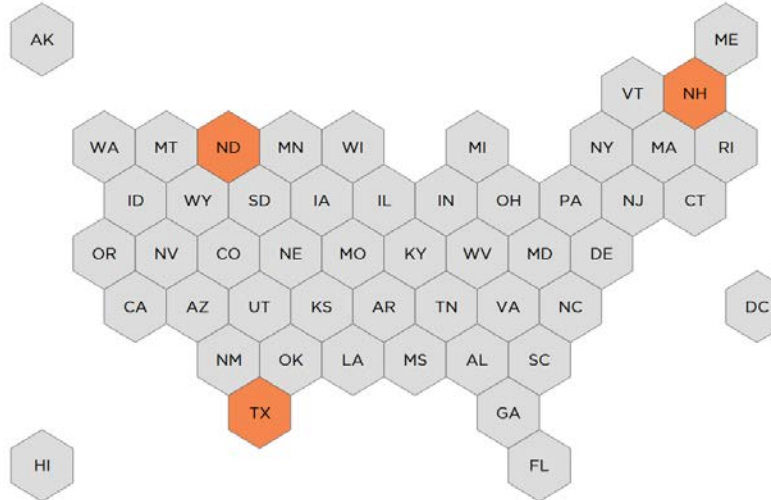 AK ME
VT NH
WA MT ND MN WI MI NY MA RI
ID WY SD IA IL IN OH PA NJ CT
OR NV CO NE MO KY WV MD DE
CA AZ UT KS AR TN VA NC DC
NM OK LA MS AL SC
TX GA
HI FL